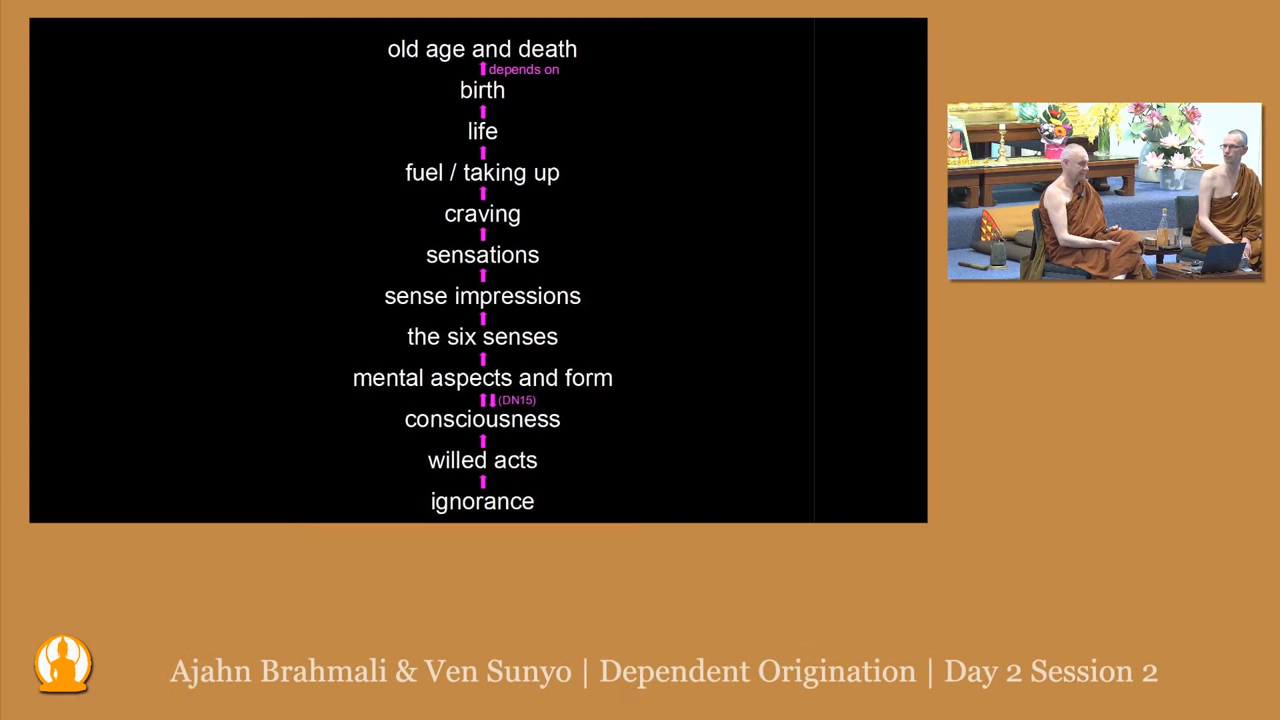 old age and death
depends on
birth
life
fuel / taking up
craving
sensations
sense impressions
the six senses
mental aspects and form
(DN15)
consciousness
willed acts
ignorance
Ajahn Brahmali & Ven Sunyo | Dependent Origination | Day 2 Session 2